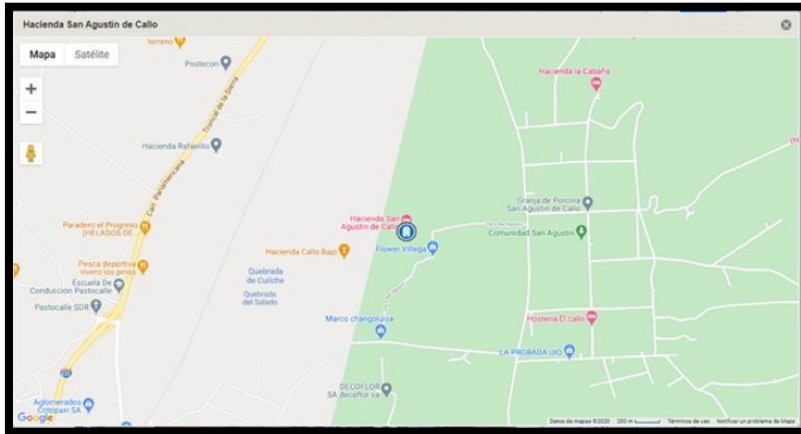 Hacienda San Agustin de Callo
Mapa
Satélite
terreno
Postecon
Troncal de la Sierra
Hacienda la Cabaña
Hacienda Rafaelito
Carr. Panamericana
Granja de Porcina
San Agustin de Callo
Hacienda San
Agustin de Callo
Paradero el Progreso
(HELADOS DE...
Comunidad San Agustin
Flower Villega
Hacienda Callo Bajo
Pesca deportiva
vivero los pinos
Quebrada
de Cuilche
Escuela De
Conducción Pastocalle
Quebrada
del Salado
Pastocalle SDR
Marco changoluisa
Hosteria El callo
LA PROBADA UIO
DECOFLOR
SA decoflor sa
Aglomerados
Cotopaxi SA
Google
Datos de mapas ©2020
200 m
Términos de uso
Notificar un problema de Maps